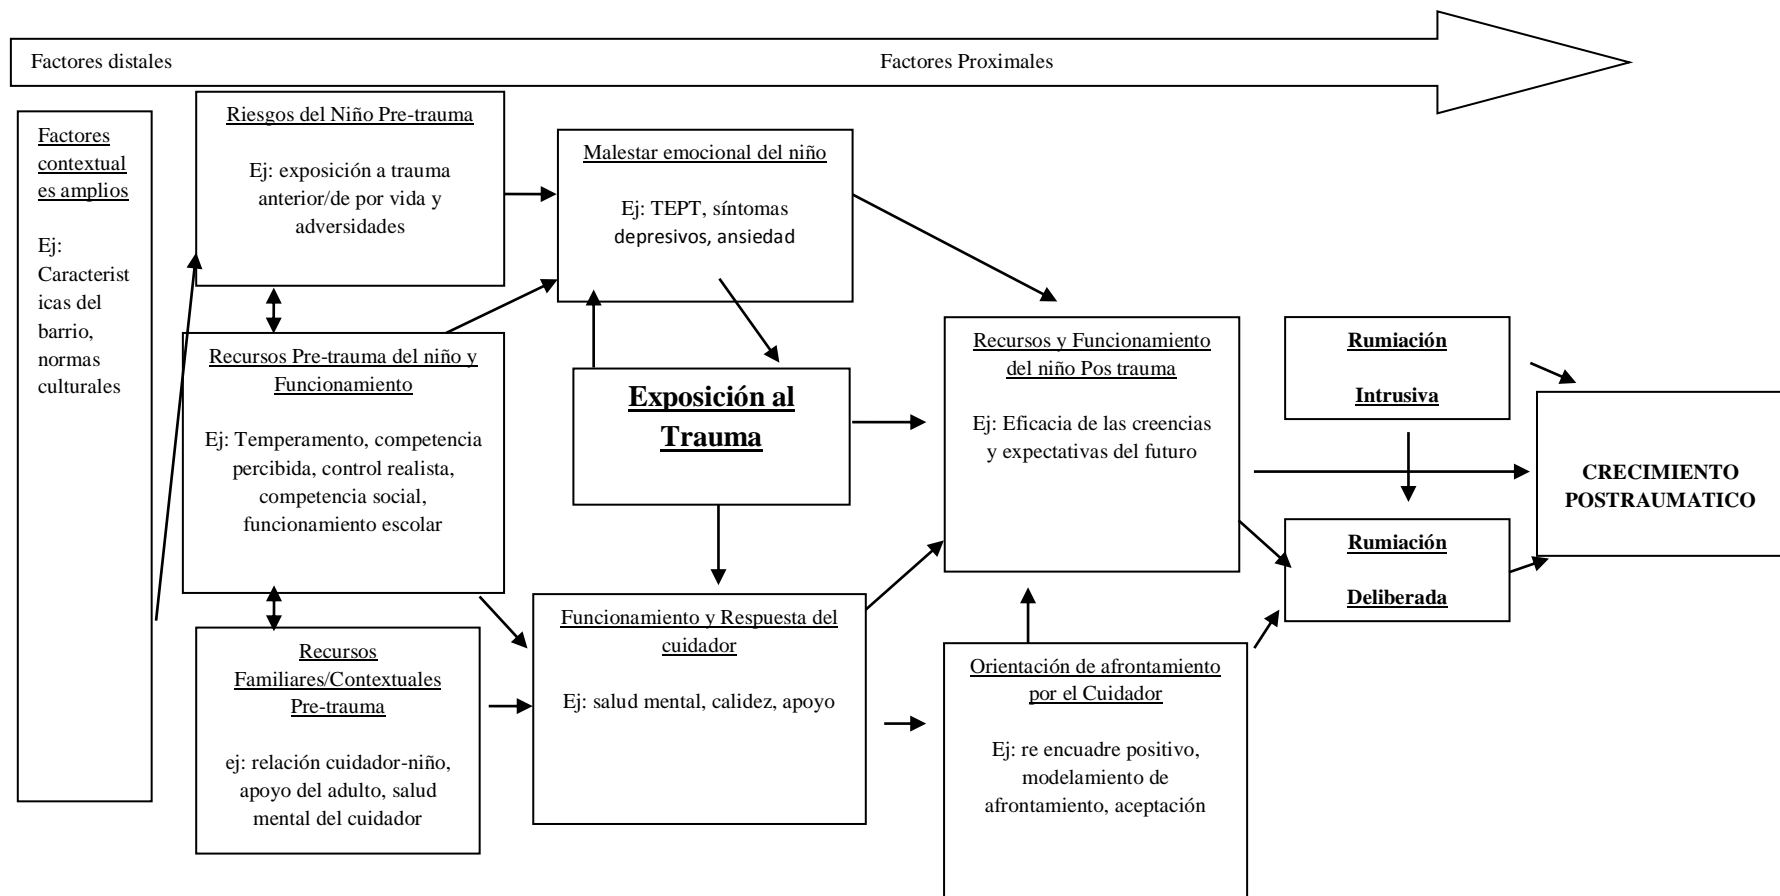 Factores distales
Factores Proximales
Factores
contextual
es amplios
Ej:
Caracterist
icas del
barrio,
normas
culturales
Riesgos del Niño Pre-trauma
Ej: exposición a trauma
anterior/de por vida y
adversidades
Recursos Pre-trauma del niño y
Funcionamiento
Ej: Temperamento, competencia
percibida, control realista,
competencia social,
funcionamiento escolar
Recursos
Familiares/Contextuales
Pre-trauma
ej: relación cuidador-niño,
apoyo del adulto, salud
mental del cuidador
Malestar emocional del niño
Ej: TEPT, síntomas
depresivos, ansiedad
Exposición al
Trauma
Funcionamiento y Respuesta del
cuidador
Ej: salud mental, calidez, apoyo
Recursos y Funcionamiento
del niño Pos trauma
Ej: Eficacia de las creencias
y expectativas del futuro
Orientación de afrontamiento
por el Cuidador
Ej: re encuadre positivo,
modelamiento de
afrontamiento, aceptación
Rumiación
Intrusiva
Rumiación
Deliberada
CRECIMIENTO
POSTRAUMATICO